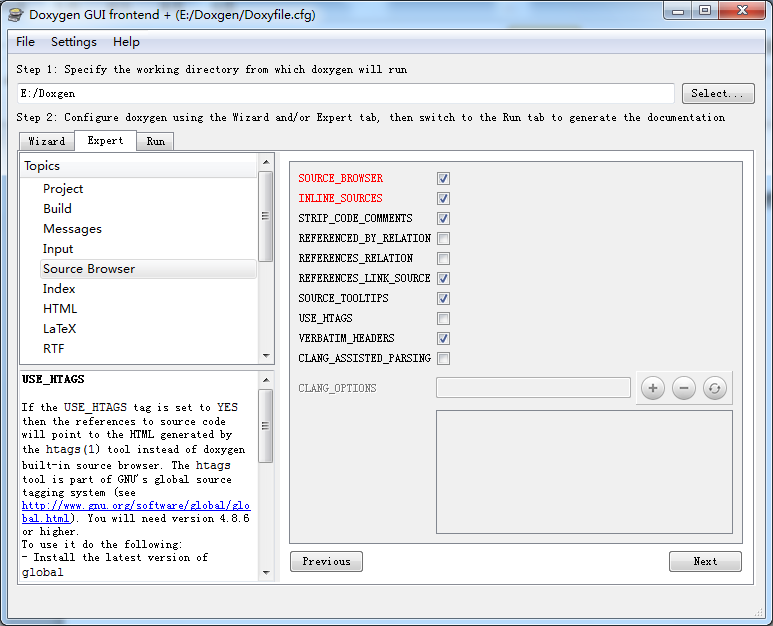 Doxygen GUI frontend + (E:/Doxgen/Doxyfile.cfg)
File Settings Help
Step 1: Specify the working directory from which doxygen will run
E:/Doxgen
Select...
Step 2: Configure doxygen using the Wizard and/or Expert tab, then switch to the Run tab to generate the documentation
Wizard Expert Run
Topics
Project
Build
Messages
Input
Source Browser
Index
HTML
LaTeX
RTF
USE_HTAGS
If the USE_HTAGS tag is set to YES
then the references to source code
will point to the HTML generated by
the htags(1) tool instead of doxygen
built-in source browser. The htags
tool is part of GNU's global source
tagging system (see
http://www.gnu.org/software/global/glo
bal.html). You will need version 4.8.6
or higher.
To use it do the following:
- Install the latest version of
global
SOURCE_BROWSER
INLINE_SOURCES
STRIP_CODE_COMMENTS
REFERENCED_BY_RELATION
REFERENCES_RELATION
REFERENCES_LINK_SOURCE
SOURCE_TOOLTIPS
USE_HTAGS
VERBATIM_HEADERS
CLANG_ASSISTED_PARSING
CLANG_OPTIONS
Previous
Next